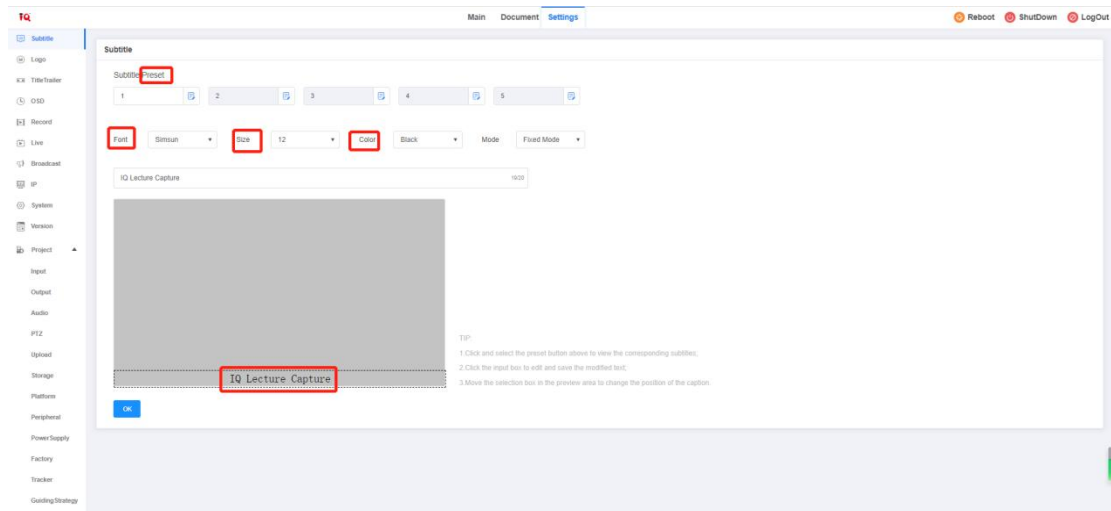 IQ
Main Document Settings
Reboot ShutDown LogOut
Subtitle
Logo
TitleTrailer
OSD
Record
Live
Broadcast
IP
System
Version
Project
Input
Output
Audio
PTZ
Upload
Storage
Platform
Peripheral
PowerSupply
Factory
Tracker
GuidingStrategy
Subtitle
Subtitle Preset
1 2 3 4 5
Font Simsun Size 12 Color Black Mode Fixed Mode
IQ Lecture Capture 19/20
IQ Lecture Capture
TIP:
1.Click and select the preset button above to view the corresponding subtitles;
2.Click the input box to edit and save the modified text;
3.Move the selection box in the preview area to change the position of the caption.
OK